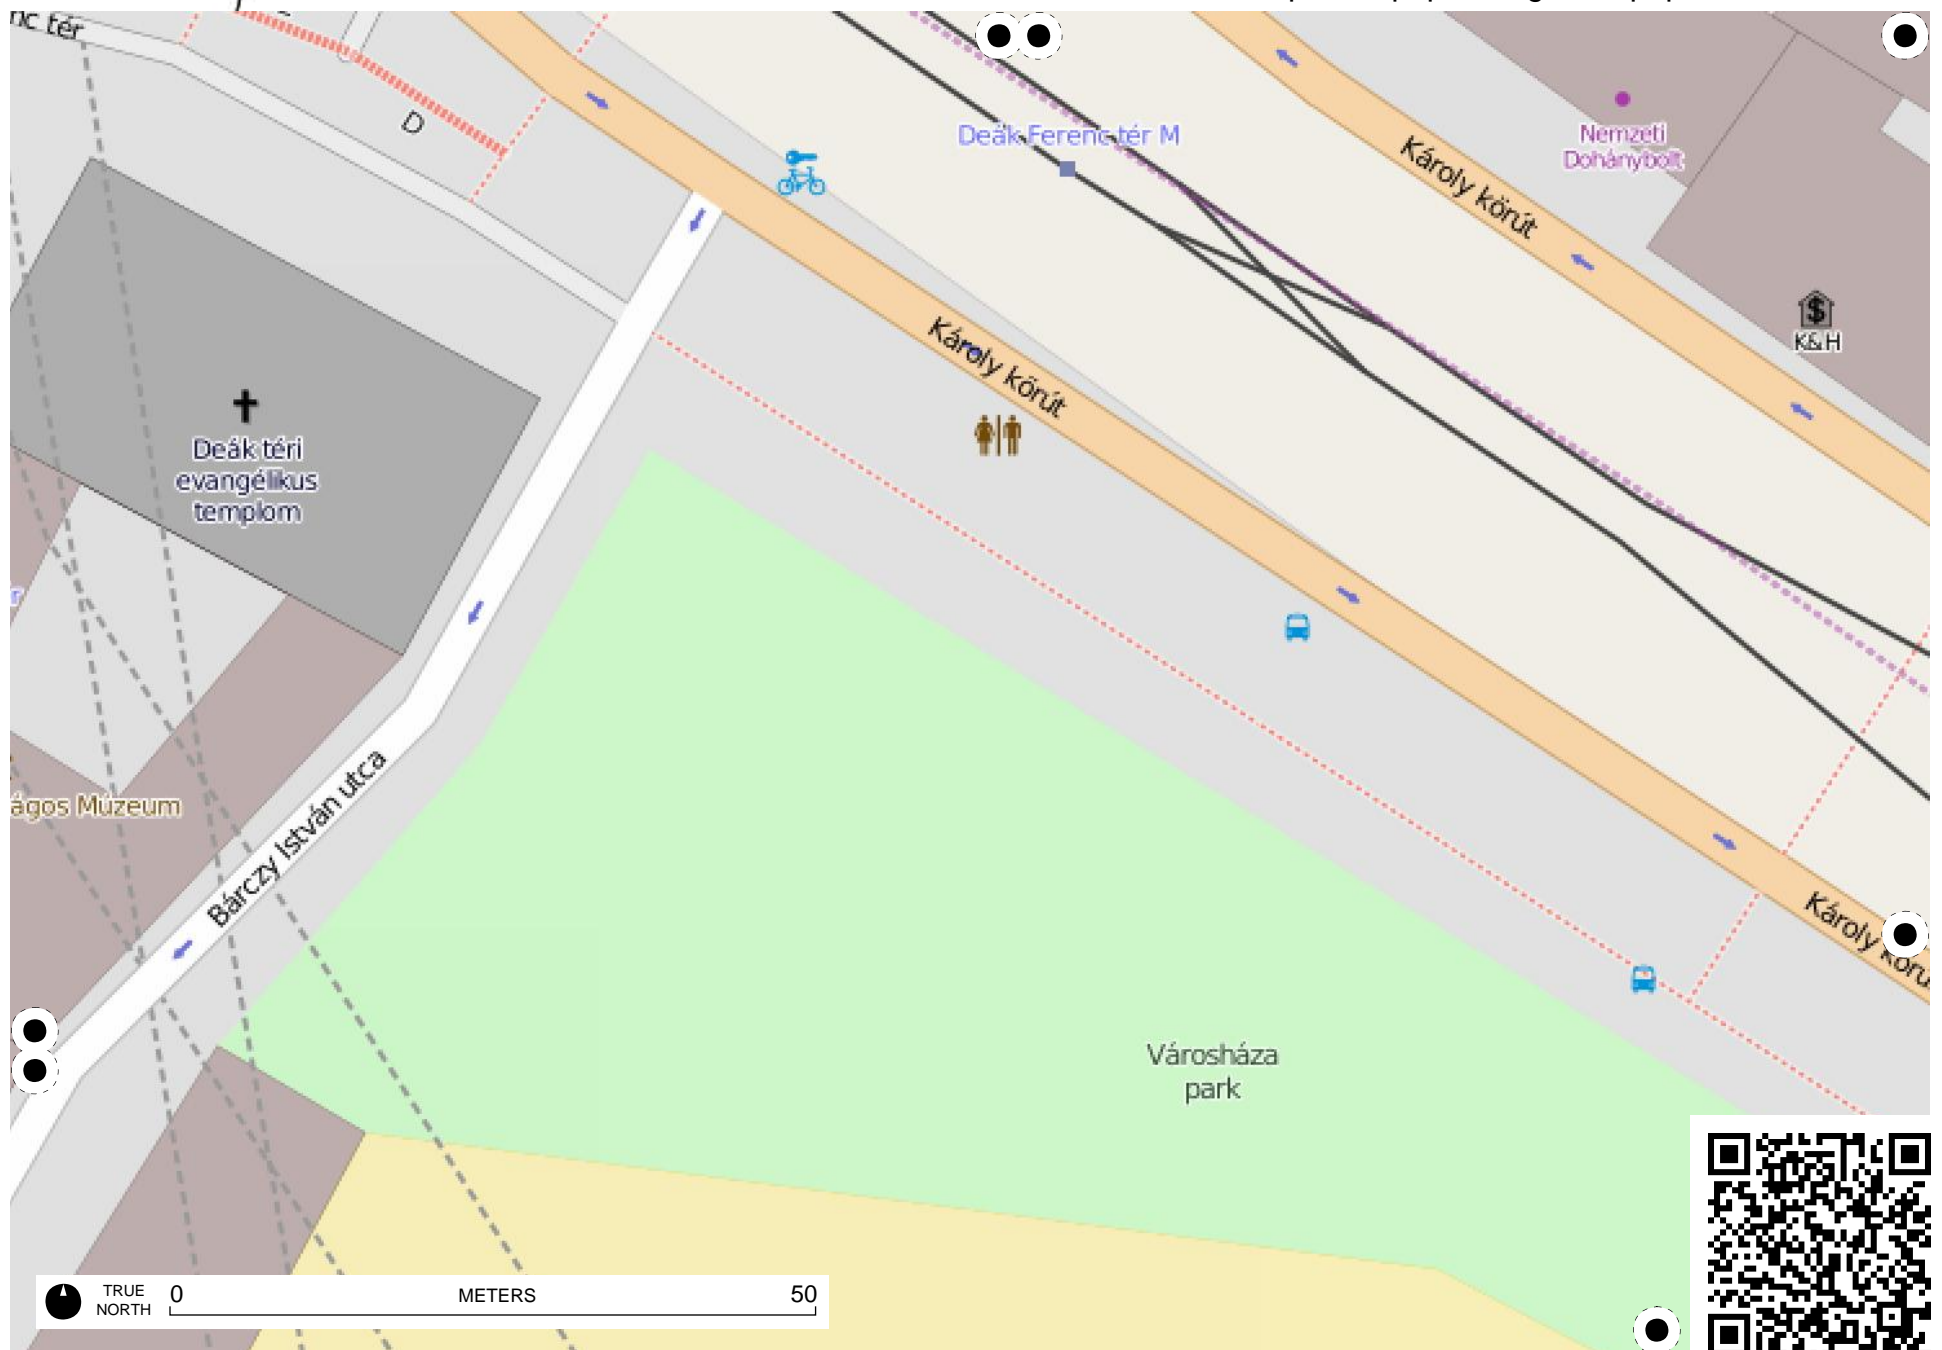 nc tér
D
Deák Ferenc tér M
Nemzeti
Dohánybolt
Károly körút
K&H
Károly körút
Deák téri
evangélikus
templom
ágos Múzeum
Bárczy István utca
Károly körú
Városháza
park
TRUE
NORTH
0
METERS
50